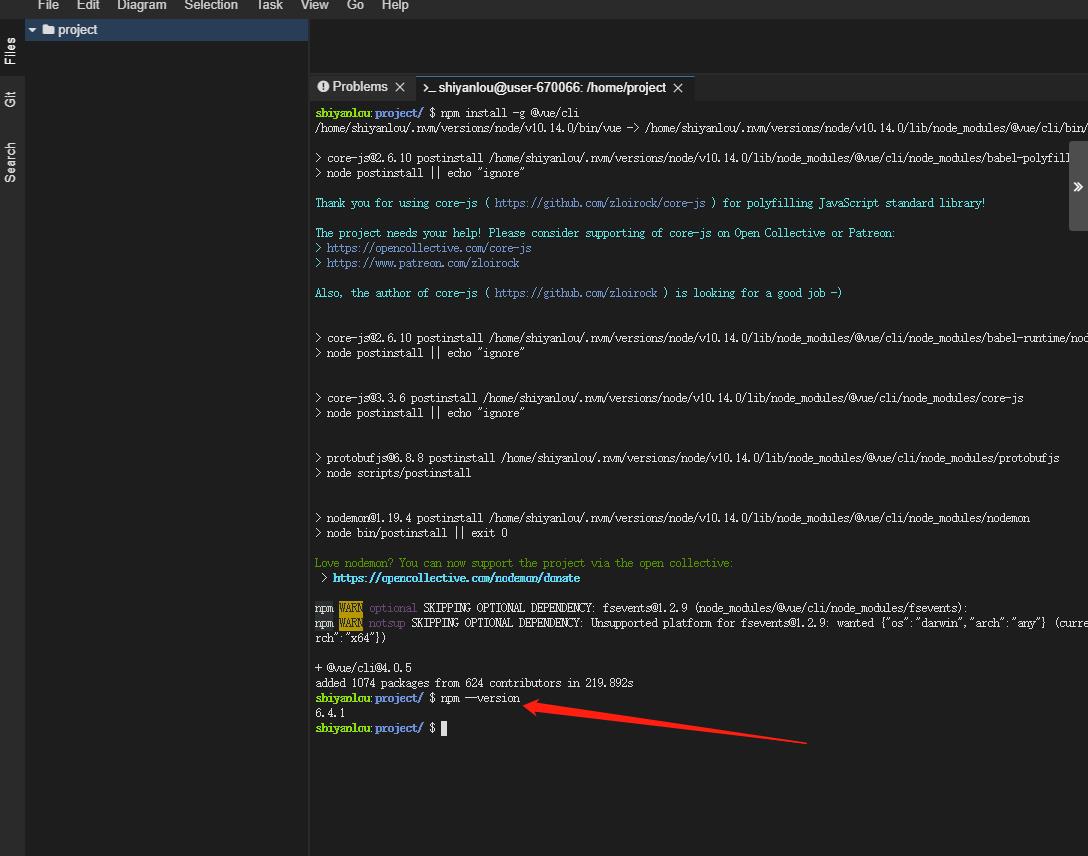 File Edit Diagram Selection Task View Go Help
Files
Git
Search
project
Problems
>_ shiyanlou@user-670066: /home/project
shiyanlou:project/ $ npm install -g @vue/cli
/home/shiyanlou/.nvm/versions/node/v10.14.0/bin/vue -> /home/shiyanlou/.nvm/versions/node/v10.14.0/lib/node_modules/@vue/cli/bin/
> core-js@2.6.10 postinstall /home/shiyanlou/.nvm/versions/node/v10.14.0/lib/node_modules/@vue/cli/node_modules/babel-polyfill
> node postinstall || echo "ignore"
Thank you for using core-js ( https://github.com/zloirock/core-js ) for polyfilling JavaScript standard library!
The project needs your help! Please consider supporting of core-js on Open Collective or Patreon:
> https://opencollective.com/core-js
> https://www.patreon.com/zloirock
Also, the author of core-js ( https://github.com/zloirock ) is looking for a good job -)
> core-js@2.6.10 postinstall /home/shiyanlou/.nvm/versions/node/v10.14.0/lib/node_modules/@vue/cli/node_modules/babel-runtime/nod
> node postinstall || echo "ignore"
> core-js@3.3.6 postinstall /home/shiyanlou/.nvm/versions/node/v10.14.0/lib/node_modules/@vue/cli/node_modules/core-js
> node postinstall || echo "ignore"
> protobufjs@6.8.8 postinstall /home/shiyanlou/.nvm/versions/node/v10.14.0/lib/node_modules/@vue/cli/node_modules/protobufjs
> node scripts/postinstall
> nodemon@1.19.4 postinstall /home/shiyanlou/.nvm/versions/node/v10.14.0/lib/node_modules/@vue/cli/node_modules/nodemon
> node bin/postinstall || exit 0
Love nodemon? You can now support the project via the open collective:
> https://opencollective.com/nodemon/donate
npm WARN optional SKIPPING OPTIONAL DEPENDENCY: fsevents@1.2.9 (node_modules/@vue/cli/node_modules/fsevents):
npm WARN notsup SKIPPING OPTIONAL DEPENDENCY: Unsupported platform for fsevents@1.2.9: wanted {"os":"darwin","arch":"any"} (curre
rch":"x64"})
+ @vue/cli@4.0.5
added 1074 packages from 624 contributors in 219.892s
shiyanlou:project/ $ npm --version
6.4.1
shiyanlou:project/ $